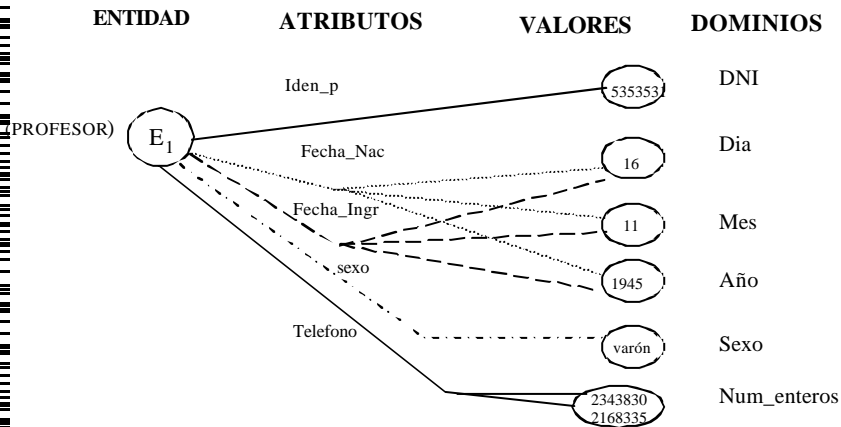 ENTIDAD ATRIBUTOS VALORES DOMINIOS
Iden_p 5353531 DNI
(PROFESOR) E1
Fecha_Nac 16 Dia
Fecha_Ingr 11 Mes
sexo 1945 Año
Telefono varón Sexo
2343830 Num_enteros
2168335